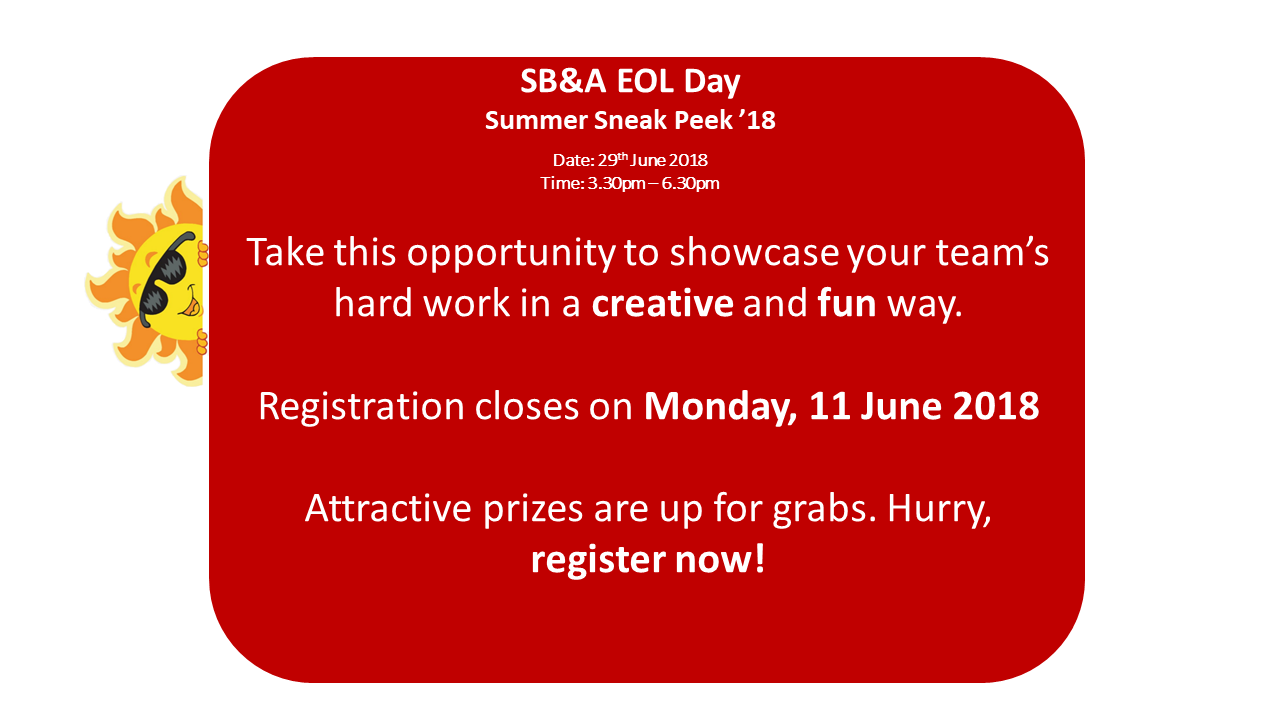 SB&A EOL Day
Summer Sneak Peek ’18
Date: 29th June 2018
Time: 3.30pm – 6.30pm
Take this opportunity to showcase your team’s
hard work in a creative and fun way.
Registration closes on Monday, 11 June 2018
Attractive prizes are up for grabs. Hurry,
register now!